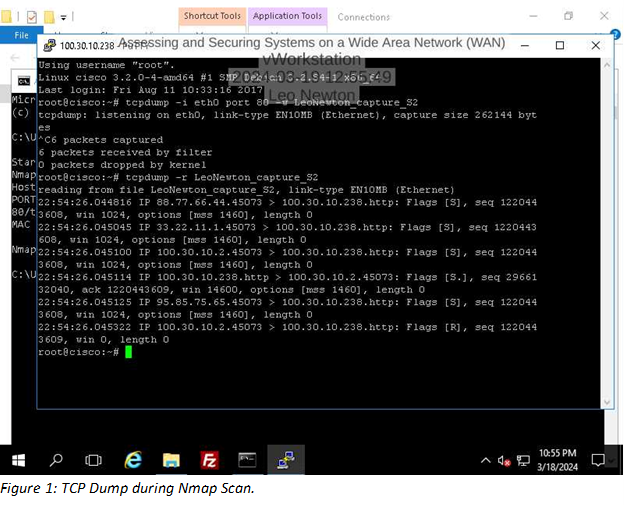 Shortcut Tools Application Tools Connections
File
100.30.10.238 - PuTTY
Assessing and Securing Systems on a Wide Area Network (WAN)
vWorkstation
Leo Newton
Using username "root".
Linux cisco 3.2.0-4-amd64 #1 SMP Debian x86_64
Last login: Fri Aug 11 10:33:16 2017
root@cisco:~# tcpdump -i eth0 port 80 -w LeoNewton_capture_S2
tcpdump: listening on eth0, link-type EN10MB (Ethernet), capture size 262144 byt
es
^C6 packets captured
6 packets received by filter
0 packets dropped by kernel
root@cisco:~# tcpdump -r LeoNewton_capture_S2
reading from file LeoNewton_capture_S2, link-type EN10MB (Ethernet)
22:54:26.044816 IP 88.77.66.44.45073 > 100.30.10.238.http: Flags [S], seq 122044
3608, win 1024, options [mss 1460], length 0
22:54:26.045045 IP 33.22.11.1.45073 > 100.30.10.238.http: Flags [S], seq 1220443
608, win 1024, options [mss 1460], length 0
22:54:26.045100 IP 100.30.10.2.45073 > 100.30.10.238.http: Flags [S], seq 122044
3608, win 1024, options [mss 1460], length 0
22:54:26.045114 IP 100.30.10.238.http > 100.30.10.2.45073: Flags [S.], seq 29661
32040, ack 1220443609, win 14600, options [mss 1460], length 0
22:54:26.045125 IP 95.85.75.65.45073 > 100.30.10.238.http: Flags [S], seq 122044
3608, win 1024, options [mss 1460], length 0
22:54:26.045322 IP 100.30.10.2.45073 > 100.30.10.238.http: Flags [R], seq 122044
3609, win 0, length 0
root@cisco:~#
Micr
(c)
C:\U
Star
Nmap
Host
PORT
80/t
MAC
Nmap
C:\U
10:55 PM
3/18/2024
Figure 1: TCP Dump during Nmap Scan.